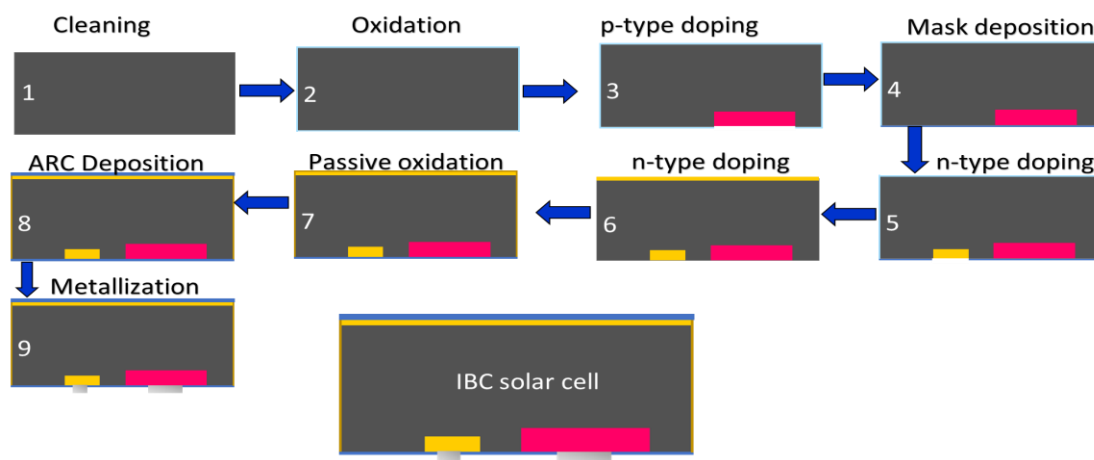 Cleaning
Oxidation
p-type doping
Mask deposition
1
2
3
4
ARC Deposition
Passive oxidation
n-type doping
n-type doping
8
7
6
5
Metallization
9
IBC solar cell